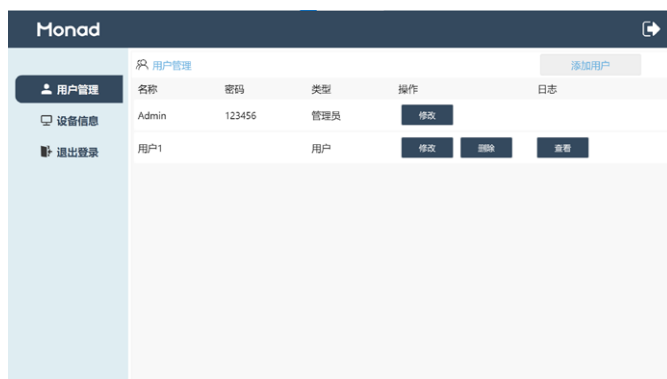 Monad
用户管理 添加用户
用户管理
设备信息
退出登录
名称 密码 类型 操作 日志
Admin 123456 管理员 修改
用户1 用户 修改 删除 查看